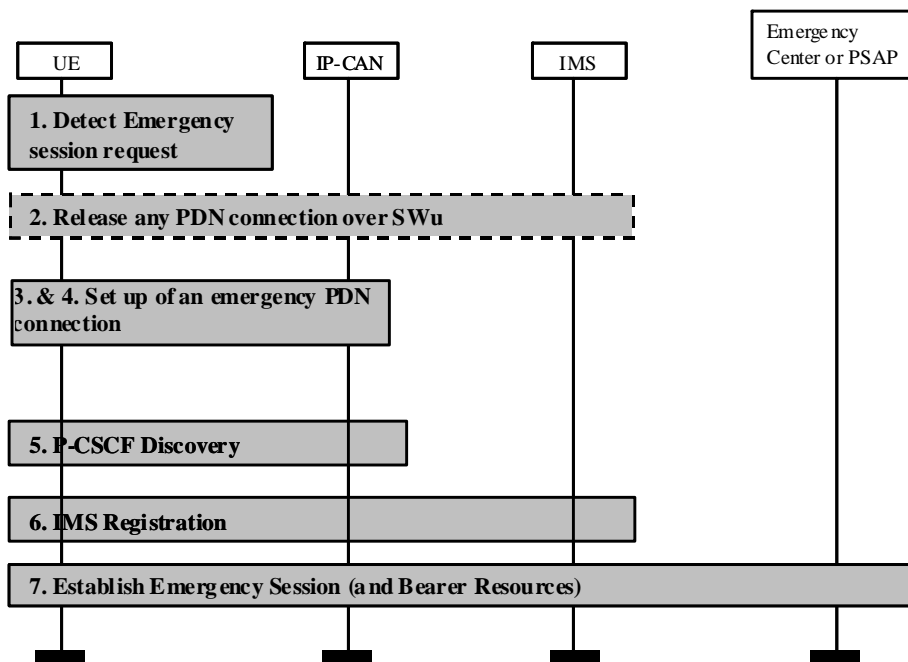 UE
IP-CAN
IMS
Emergency
Center or PSAP
1. Detect Emergency
session request
2. Release any PDN connection over SWu
3. & 4. Set up of an emergency PDN
connection
5. P-CSCF Discovery
6. IMS Registration
7. Establish Emergency Session (and Bearer Resources)